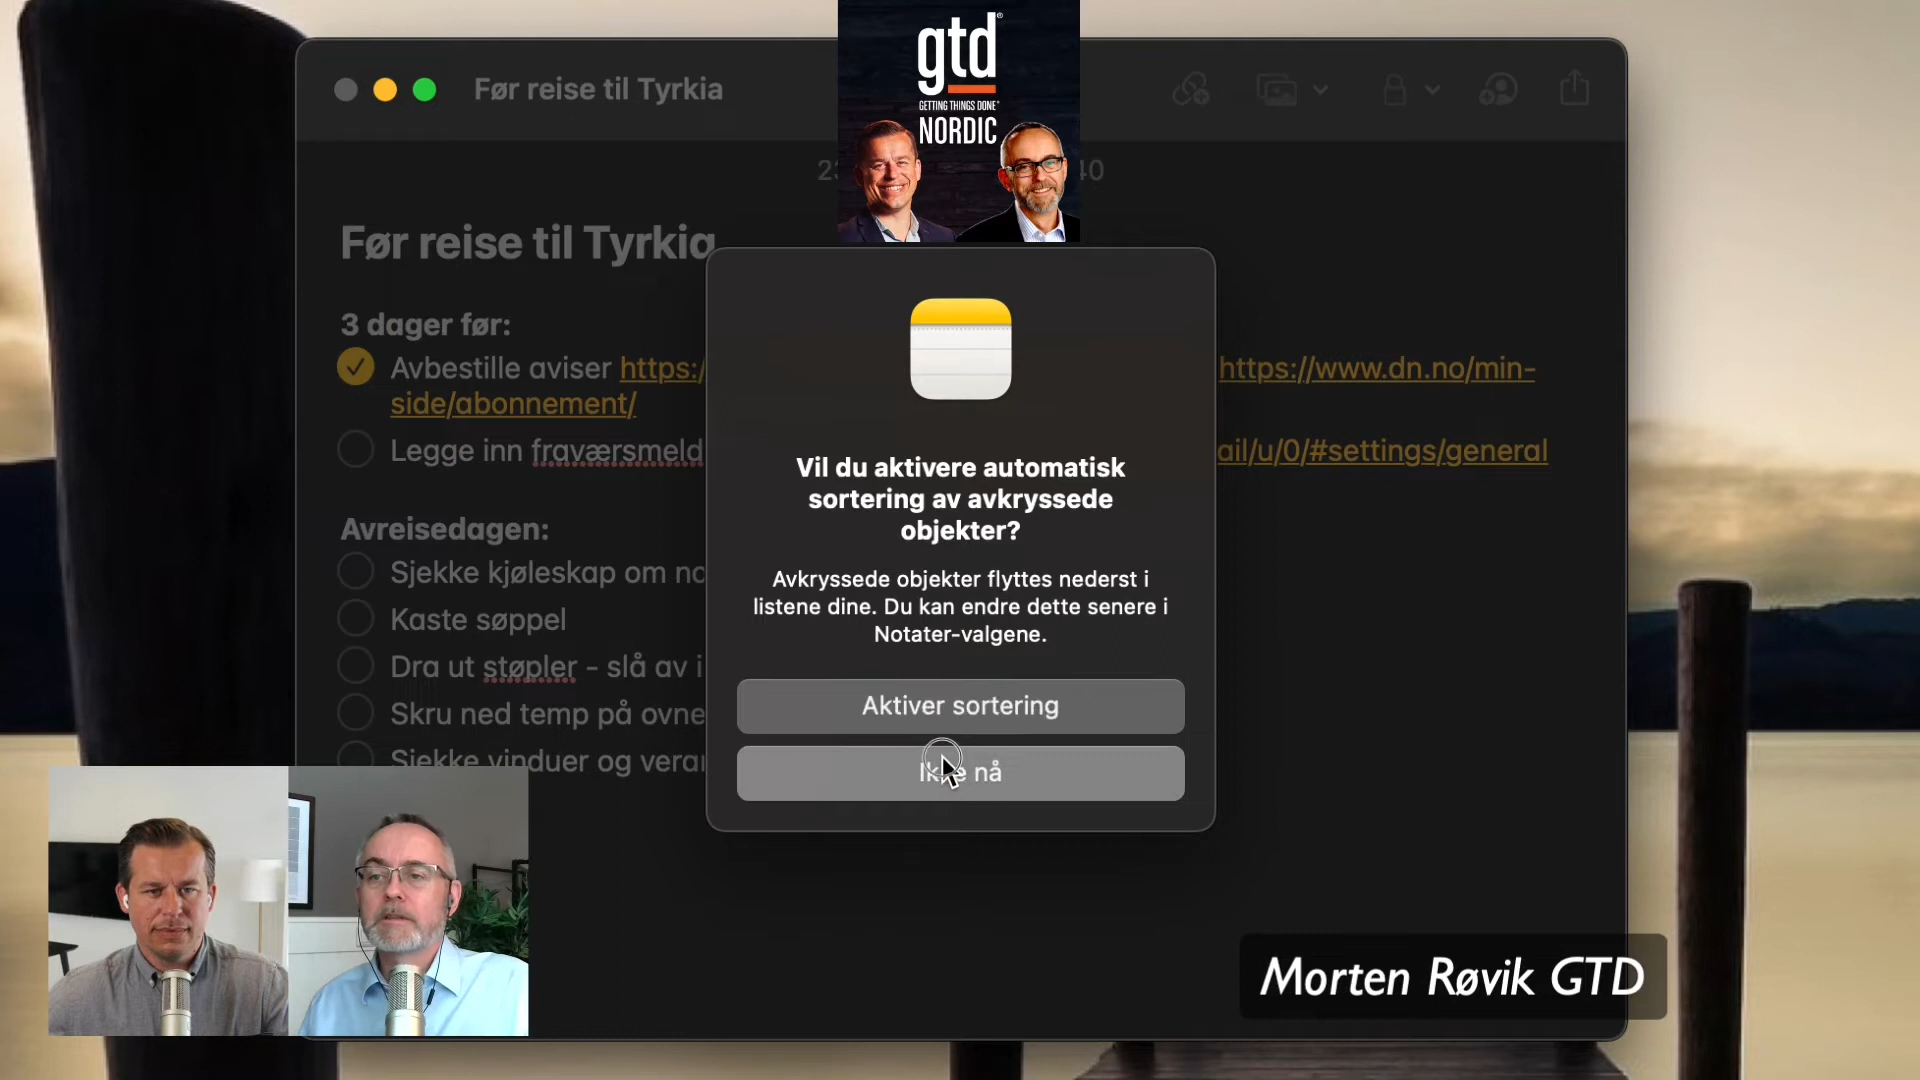 gtd®
GETTING THINGS DONE®
NORDIC
Før reise til Tyrkia
Før reise til Tyrkia
3 dager før:
Avbestille aviser https:/ https://www.dn.no/min-
side/abonnement/
Legge inn fraværsmeld ail/u/0/#settings/general
Avreisedagen:
Sjekke kjøleskap om no
Kaste søppel
Dra ut støpler - slå av i
Skru ned temp på ovne
Sjekke vinduer og veran
Vil du aktivere automatisk
sortering av avkryssede
objekter?
Avkryssede objekter flyttes nederst i
listene dine. Du kan endre dette senere i
Notater-valgene.
Aktiver sortering
Ikke nå
Morten Røvik GTD